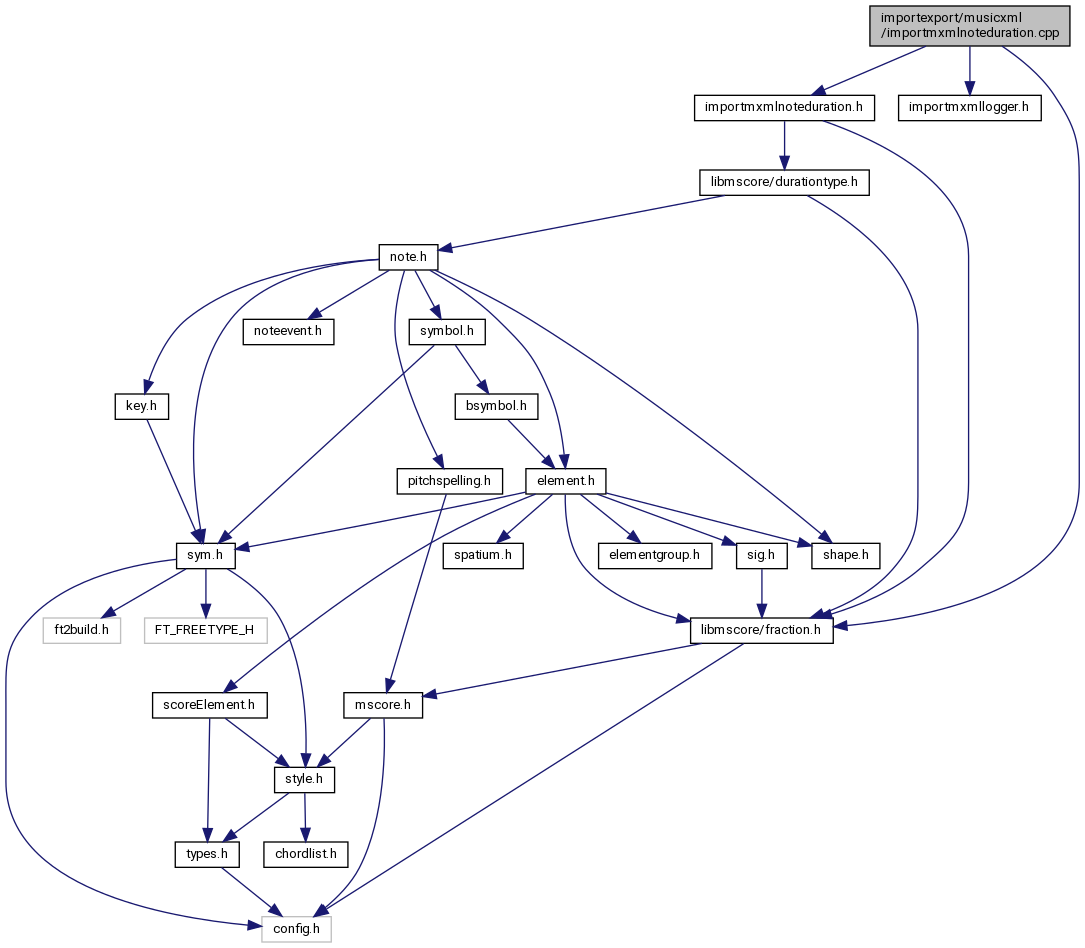 importexport/musicxml
/importmxmlnoteduration.cpp
importmxmlnoteduration.h
importmxmllogger.h
libmscore/durationtype.h
note.h
noteevent.h
symbol.h
key.h
bsymbol.h
pitchspelling.h
element.h
sym.h
spatium.h
elementgroup.h
sig.h
shape.h
ft2build.h
FT_FREETYPE_H
libmscore/fraction.h
scoreElement.h
mscore.h
style.h
types.h
chordlist.h
config.h